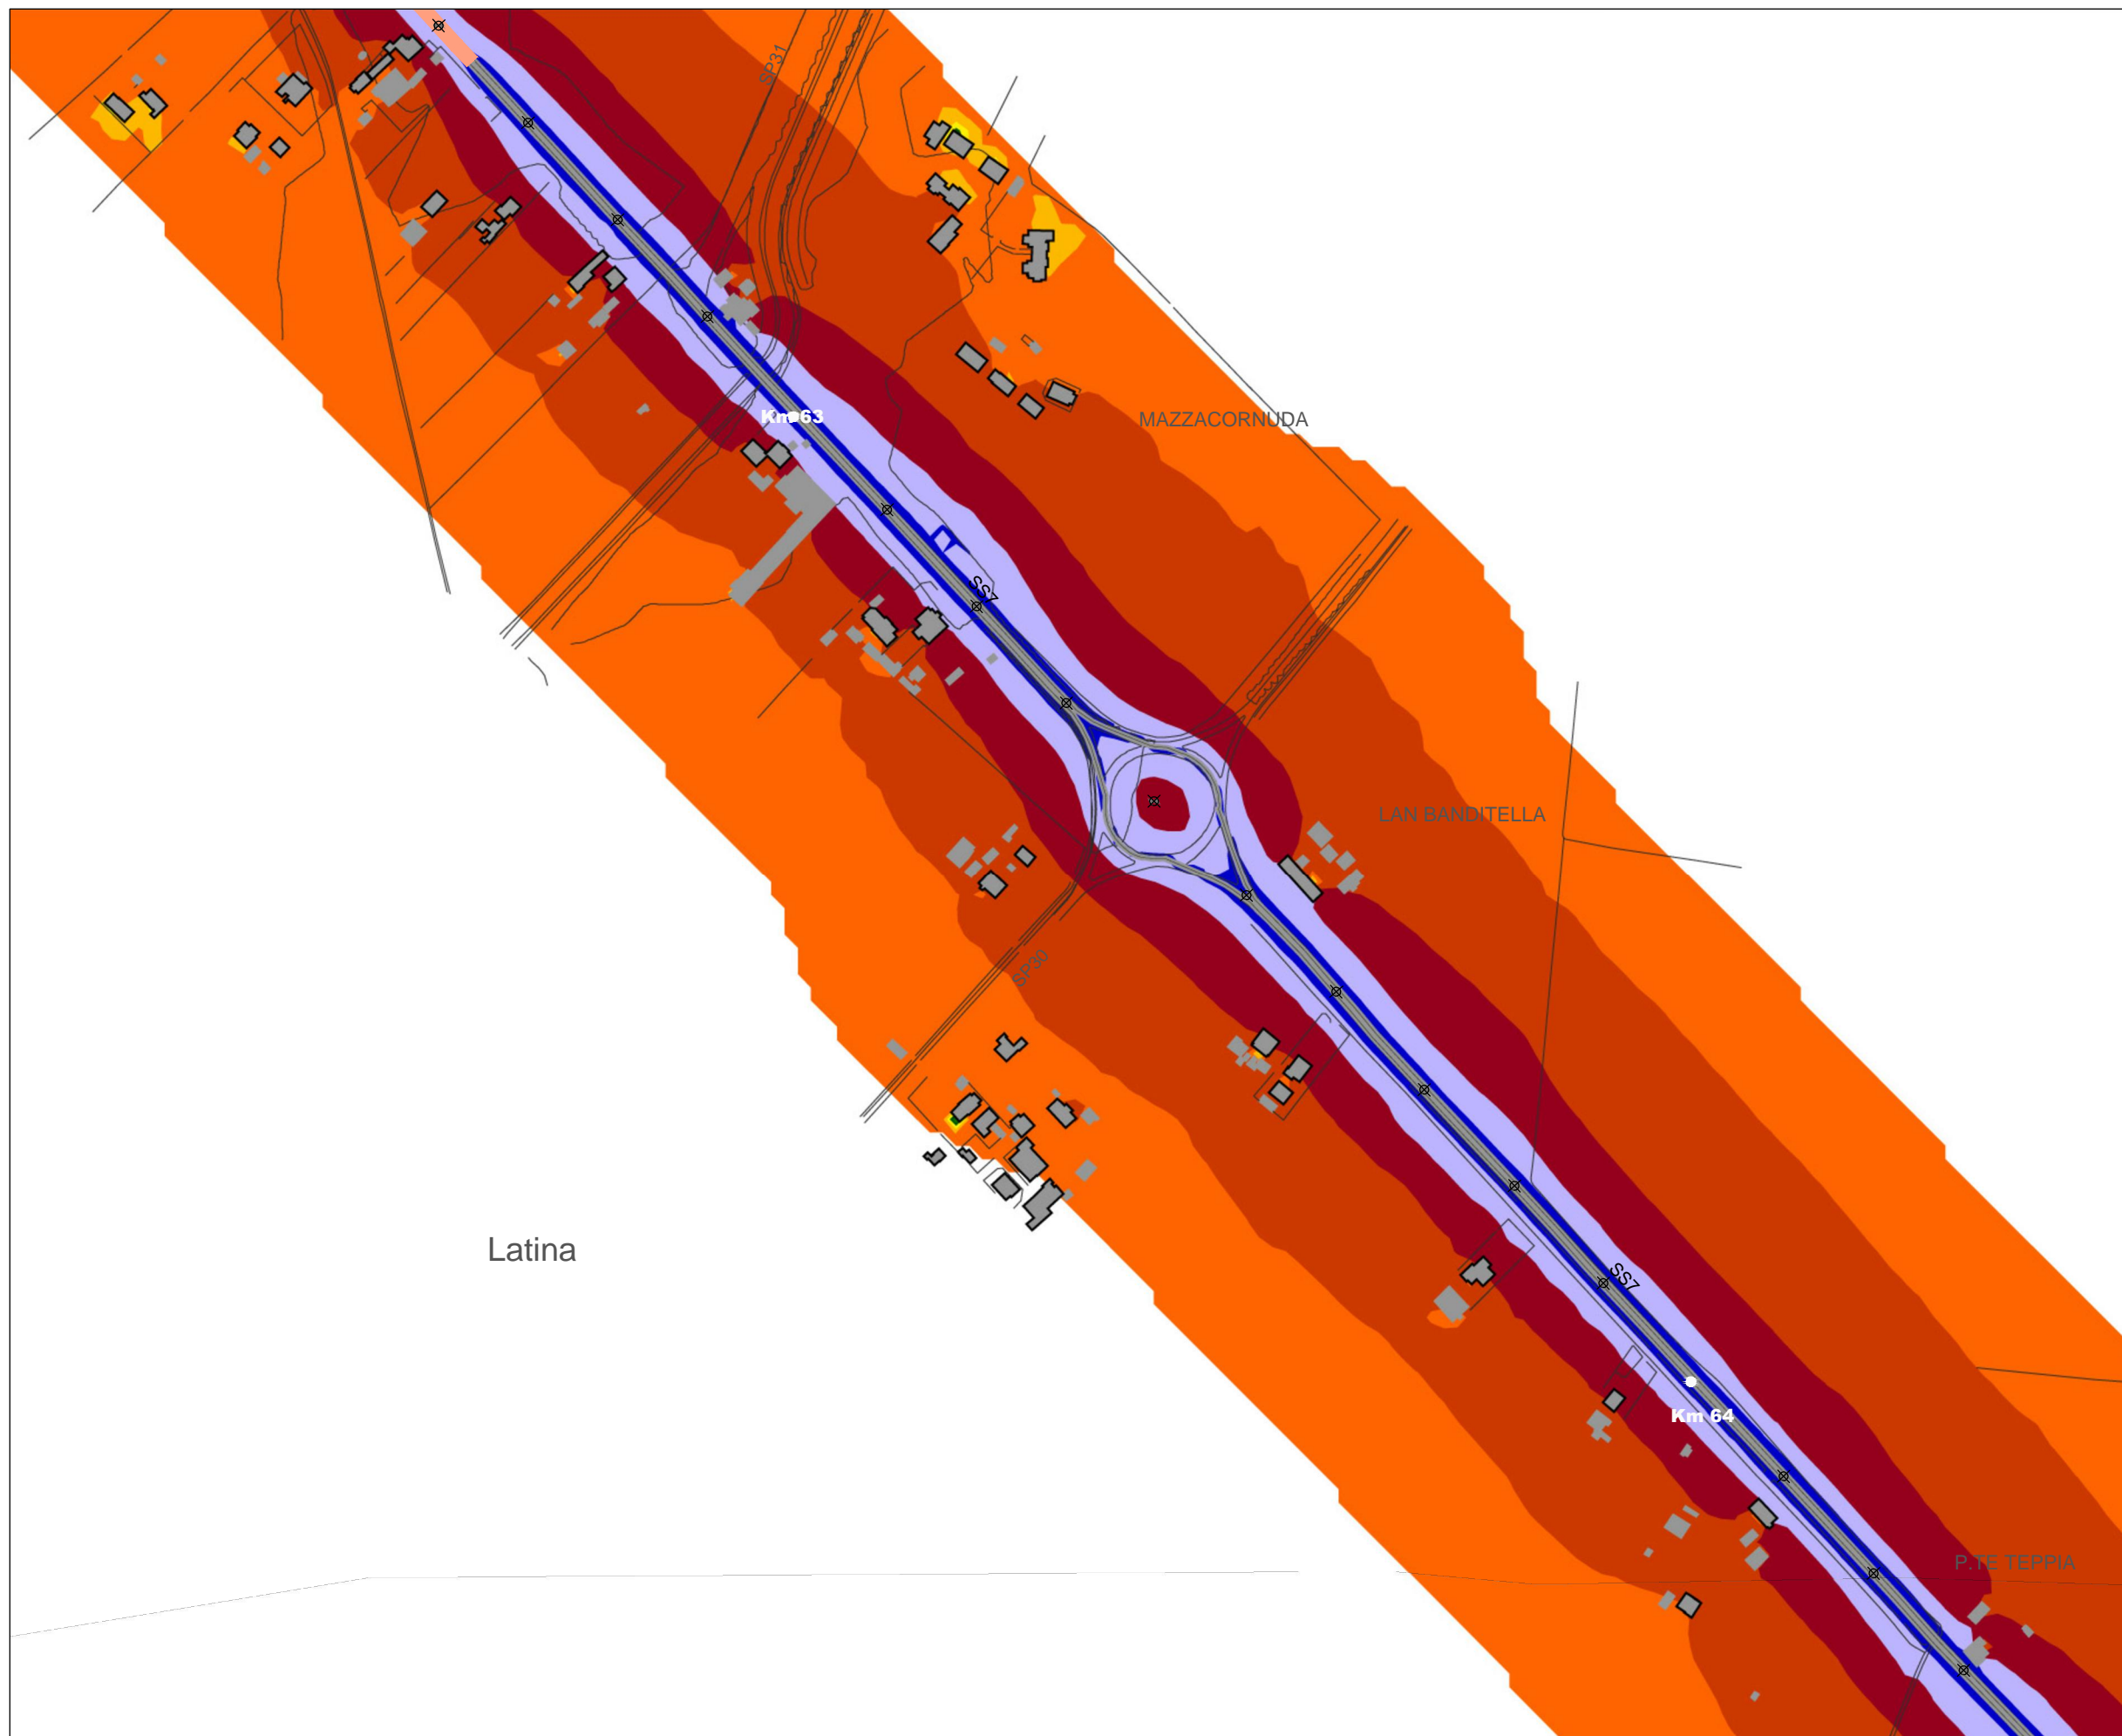 SP31
Km 63
MAZZACORNUDA
SS7
LAN BANDITELLA
SP30
Latina
SS7
Km 64
P.TE TEPPIA